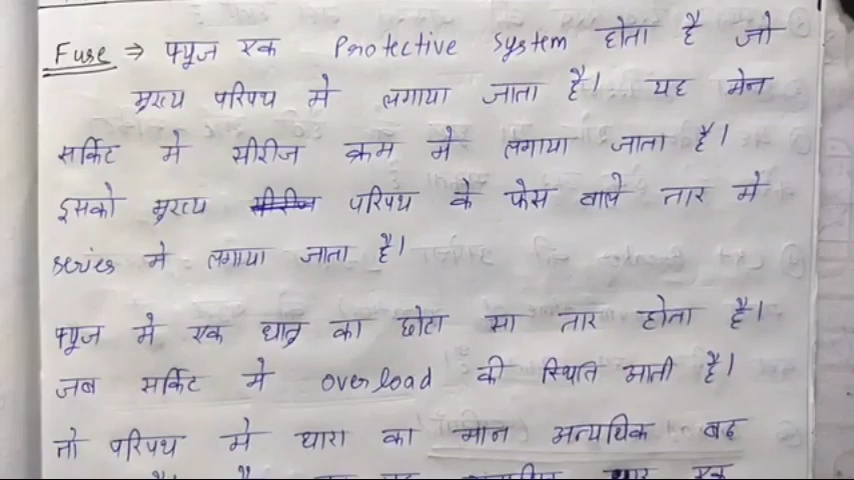 Fuse ⇒ फ्यूज एक Protective System होता है जो
मुख्य परिपथ मे लगाया जाता है। यह मेन
सर्किट मे सीरीज क्रम मे लगाया जाता है।
इसको मुख्य परिपथ के फेस वाले तार मे
series मे लगाया जाता है।
फ्यूज मे एक धातु का छोटा सा तार होता है।
जब सर्किट मे overload की स्थिति आती है।
तो परिपथ मे धारा का मान अत्यधिक बढ